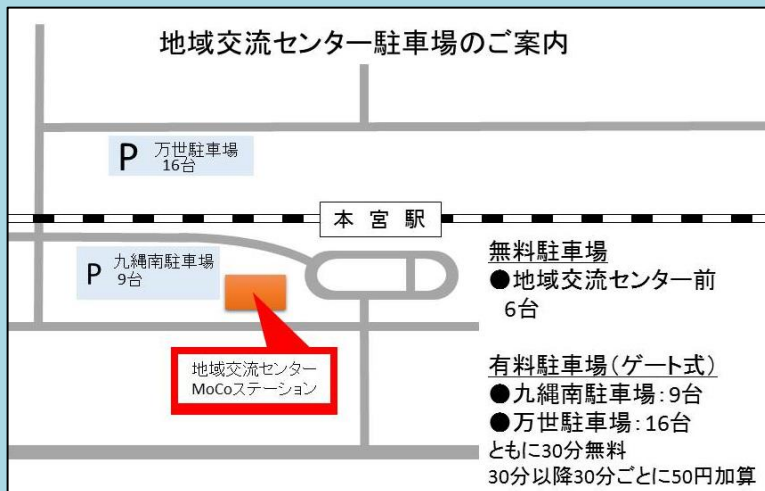 地域交流センター駐車場のご案内
P 万世駐車場
16台
本宮駅
P 九縄南駐車場
9台
地域交流センター
MoCoステーション
無料駐車場
●地域交流センター前
6台
有料駐車場(ゲート式)
●九縄南駐車場:9台
●万世駐車場:16台
ともに30分無料
30分以降30分ごとに50円加算